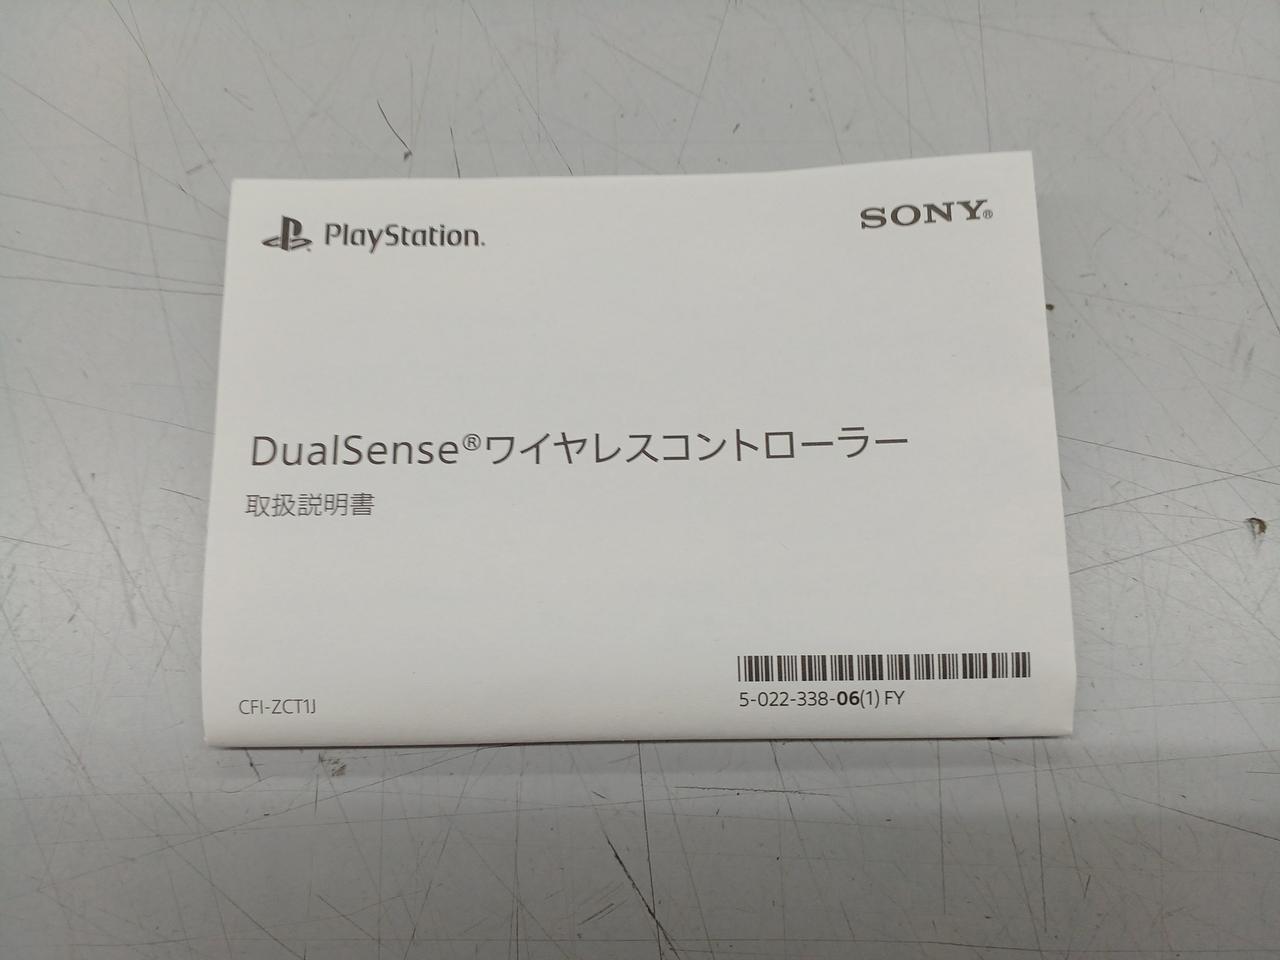 PlayStation®
SONY®
DualSense®ワイヤレスコントローラー
取扱説明書
CFI-ZCT1J
5-022-338-06(1) FY